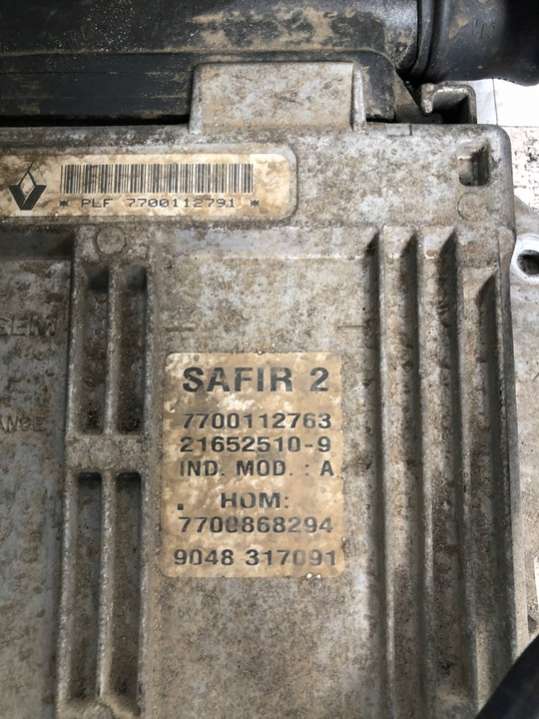 * PLF 7700112791 *
SAFIR 2
7700112763
21652510-9
IND. MOD. : A
. HOM:
7700868294
9048 317091